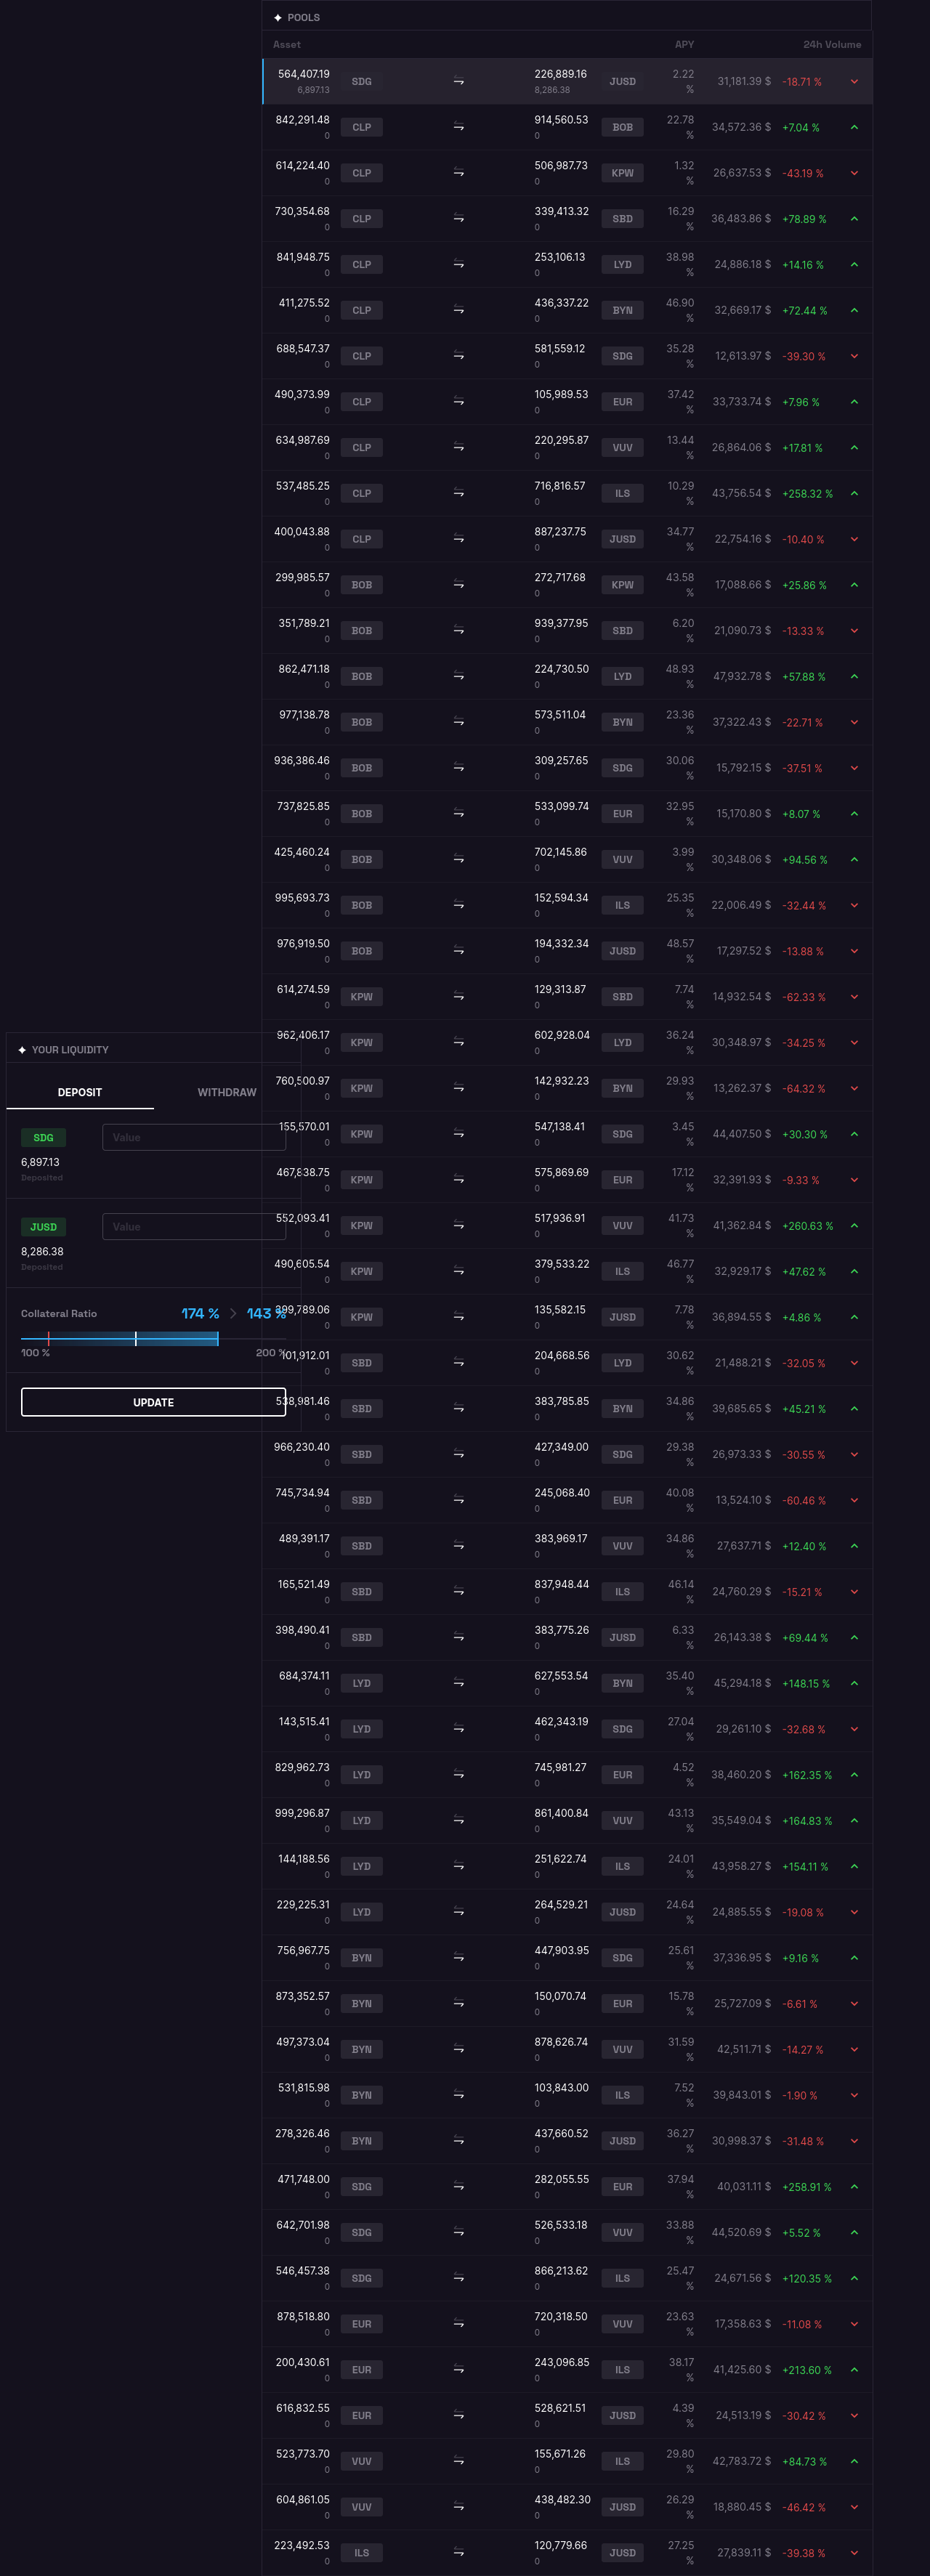 POOLS
Asset APY 24h Volume
564,407.19 SDG 226,889.16 JUSD 2.22 31,181.39 $ -18.71 %
6,897.13 8,286.38 %
842,291.48 CLP 914,560.53 BOB 22.78 34,572.36 $ +7.04 %
0 0 %
614,224.40 CLP 506,987.73 KPW 1.32 26,637.53 $ -43.19 %
0 0 %
730,354.68 CLP 339,413.32 SBD 16.29 36,483.86 $ +78.89 %
0 0 %
841,948.75 CLP 253,106.13 LYD 38.98 24,886.18 $ +14.16 %
0 0 %
411,275.52 CLP 436,337.22 BYN 46.90 32,669.17 $ +72.44 %
0 0 %
688,547.37 CLP 581,559.12 SDG 35.28 12,613.97 $ -39.30 %
0 0 %
490,373.99 CLP 105,989.53 EUR 37.42 33,733.74 $ +7.96 %
0 0 %
634,987.69 CLP 220,295.87 VUV 13.44 26,864.06 $ +17.81 %
0 0 %
537,485.25 CLP 716,816.57 ILS 10.29 43,756.54 $ +258.32 %
0 0 %
400,043.88 CLP 887,237.75 JUSD 34.77 22,754.16 $ -10.40 %
0 0 %
299,985.57 BOB 272,717.68 KPW 43.58 17,088.66 $ +25.86 %
0 0 %
351,789.21 BOB 939,377.95 SBD 6.20 21,090.73 $ -13.33 %
0 0 %
862,471.18 BOB 224,730.50 LYD 48.93 47,932.78 $ +57.88 %
0 0 %
977,138.78 BOB 573,511.04 BYN 23.36 37,322.43 $ -22.71 %
0 0 %
936,386.46 BOB 309,257.65 SDG 30.06 15,792.15 $ -37.51 %
0 0 %
737,825.85 BOB 533,099.74 EUR 32.95 15,170.80 $ +8.07 %
0 0 %
425,460.24 BOB 702,145.86 VUV 3.99 30,348.06 $ +94.56 %
0 0 %
995,693.73 BOB 152,594.34 ILS 25.35 22,006.49 $ -32.44 %
0 0 %
976,919.50 BOB 194,332.34 JUSD 48.57 17,297.52 $ -13.88 %
0 0 %
614,274.59 KPW 129,313.87 SBD 7.74 14,932.54 $ -62.33 %
0 0 %
962,406.17 KPW 602,928.04 LYD 36.24 30,348.97 $ -34.25 %
0 0 %
760,500.97 KPW 142,932.23 BYN 29.93 13,262.37 $ -64.32 %
0 0 %
155,570.01 KPW 547,138.41 SDG 3.45 44,407.50 $ +30.30 %
0 0 %
467,838.75 KPW 575,869.69 EUR 17.12 32,391.93 $ -9.33 %
0 0 %
552,093.41 KPW 517,936.91 VUV 41.73 41,362.84 $ +260.63 %
0 0 %
490,605.54 KPW 379,533.22 ILS 46.77 32,929.17 $ +47.62 %
0 0 %
399,789.06 KPW 135,582.15 JUSD 7.78 36,894.55 $ +4.86 %
0 0 %
101,912.01 SBD 204,668.56 LYD 30.62 21,488.21 $ -32.05 %
0 0 %
538,981.46 SBD 383,785.85 BYN 34.86 39,685.65 $ +45.21 %
0 0 %
966,230.40 SBD 427,349.00 SDG 29.38 26,973.33 $ -30.55 %
0 0 %
745,734.94 SBD 245,068.40 EUR 40.08 13,524.10 $ -60.46 %
0 0 %
489,391.17 SBD 383,969.17 VUV 34.86 27,637.71 $ +12.40 %
0 0 %
165,521.49 SBD 837,948.44 ILS 46.14 24,760.29 $ -15.21 %
0 0 %
398,490.41 SBD 383,775.26 JUSD 6.33 26,143.38 $ +69.44 %
0 0 %
684,374.11 LYD 627,553.54 BYN 35.40 45,294.18 $ +148.15 %
0 0 %
143,515.41 LYD 462,343.19 SDG 27.04 29,261.10 $ -32.68 %
0 0 %
829,962.73 LYD 745,981.27 EUR 4.52 38,460.20 $ +162.35 %
0 0 %
999,296.87 LYD 861,400.84 VUV 43.13 35,549.04 $ +164.83 %
0 0 %
144,188.56 LYD 251,622.74 ILS 24.01 43,958.27 $ +154.11 %
0 0 %
229,225.31 LYD 264,529.21 JUSD 24.64 24,885.55 $ -19.08 %
0 0 %
756,967.75 BYN 447,903.95 SDG 25.61 37,336.95 $ +9.16 %
0 0 %
873,352.57 BYN 150,070.74 EUR 15.78 25,727.09 $ -6.61 %
0 0 %
497,373.04 BYN 878,626.74 VUV 31.59 42,511.71 $ -14.27 %
0 0 %
531,815.98 BYN 103,843.00 ILS 7.52 39,843.01 $ -1.90 %
0 0 %
278,326.46 BYN 437,660.52 JUSD 36.27 30,998.37 $ -31.48 %
0 0 %
471,748.00 SDG 282,055.55 EUR 37.94 40,031.11 $ +258.91 %
0 0 %
642,701.98 SDG 526,533.18 VUV 33.88 44,520.69 $ +5.52 %
0 0 %
546,457.38 SDG 866,213.62 ILS 25.47 24,671.56 $ +120.35 %
0 0 %
878,518.80 EUR 720,318.50 VUV 23.63 17,358.63 $ -11.08 %
0 0 %
200,430.61 EUR 243,096.85 ILS 38.17 41,425.60 $ +213.60 %
0 0 %
616,832.55 EUR 528,621.51 JUSD 4.39 24,513.19 $ -30.42 %
0 0 %
523,773.70 VUV 155,671.26 ILS 29.80 42,783.72 $ +84.73 %
0 0 %
604,861.05 VUV 438,482.30 JUSD 26.29 18,880.45 $ -46.42 %
0 0 %
223,492.53 ILS 120,779.66 JUSD 27.25 27,839.11 $ -39.38 %
0 0 %
YOUR LIQUIDITY
DEPOSIT WITHDRAW
SDG Value
6,897.13
Deposited
JUSD Value
8,286.38
Deposited
Collateral Ratio 174 % 143 %
100 % 200 %
UPDATE